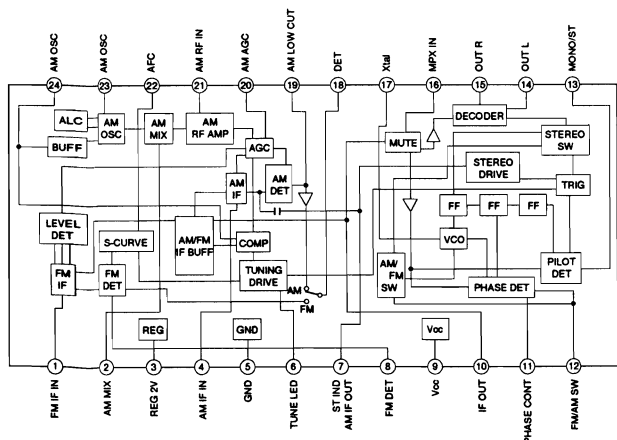 AM OSC
AM OSC
AFC
AM RF IN
AM AGC
AM LOW CUT
DET
Xtal
MPX IN
OUT R
OUT L
MONO/ST
24
23
22
21
20
19
18
17
16
15
14
13
ALC
AM
OSC
AM
MIX
AM
RF AMP
BUFF
AGC
MUTE
DECODER
STEREO
SW
STEREO
DRIVE
TRIG
AM
IF
AM
DET
FF
FF
FF
LEVEL
DET
S-CURVE
AM/FM
IF BUFF
COMP
VCO
PILOT
DET
FM
IF
FM
DET
TUNING
DRIVE
AM
FM
AM/
FM
SW
PHASE DET
REG
GND
Vcc
1
2
3
4
5
6
7
8
9
10
11
12
FM IF IN
AM MIX
REG 2V
AM IF IN
GND
TUNE LED
ST IND
AM IF OUT
FM DET
Vcc
IF OUT
PHASE CONT
FM/AM SW